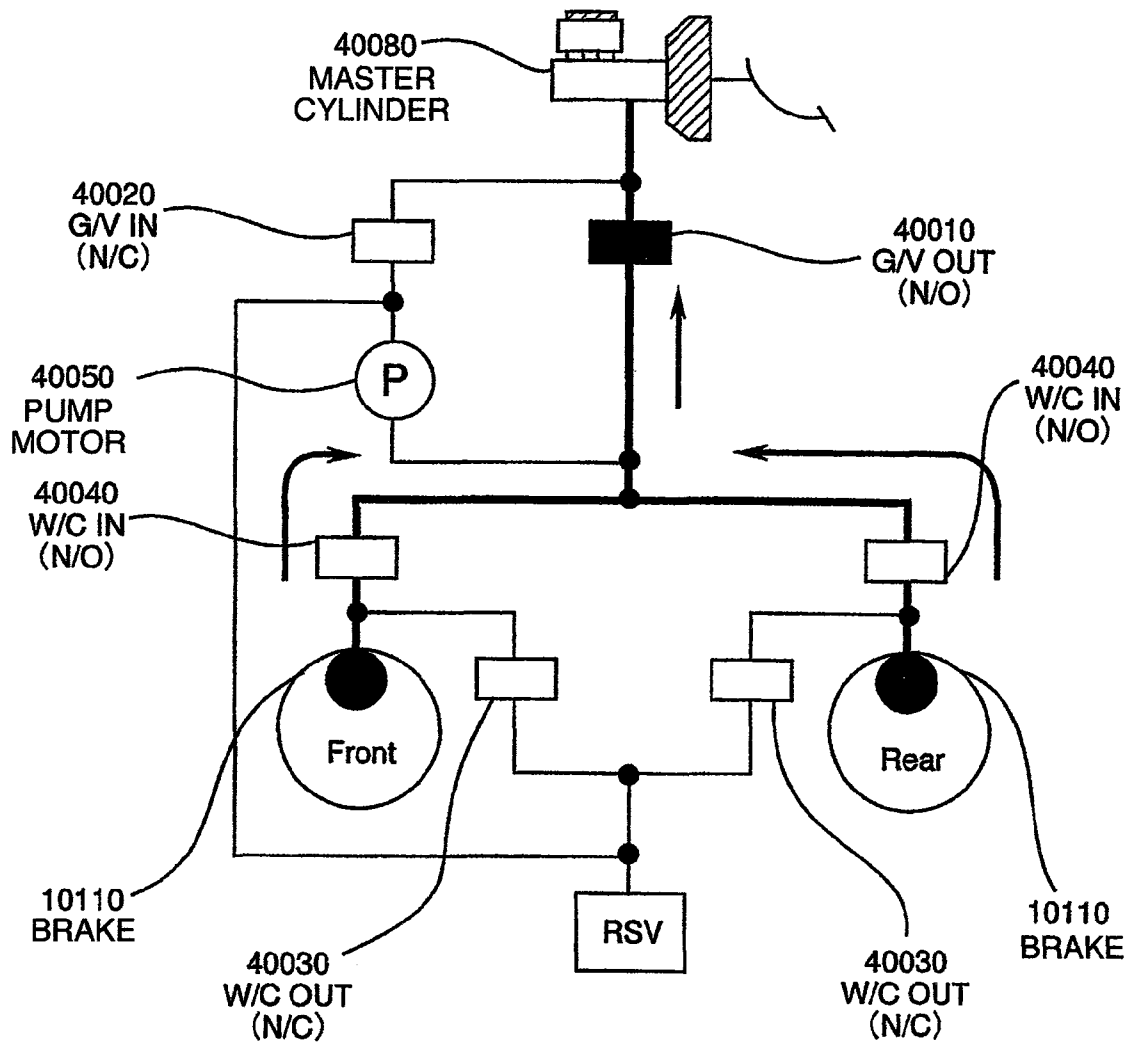 40080
MASTER
CYLINDER
40020
G/V IN
(N/C)
40010
G/V OUT
(N/O)
40050
PUMP
MOTOR
P
40040
W/C IN
(N/O)
40040
W/C IN
(N/O)
Front
Rear
10110
BRAKE
RSV
10110
BRAKE
40030
W/C OUT
(N/C)
40030
W/C OUT
(N/C)